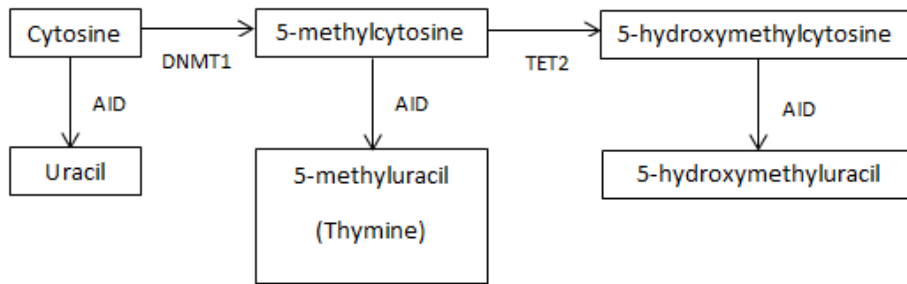 Cytosine
5-methylcytosine
5-hydroxymethylcytosine
DNMT1
TET2
AID
AID
AID
Uracil
5-methyluracil
(Thymine)
5-hydroxymethyluracil